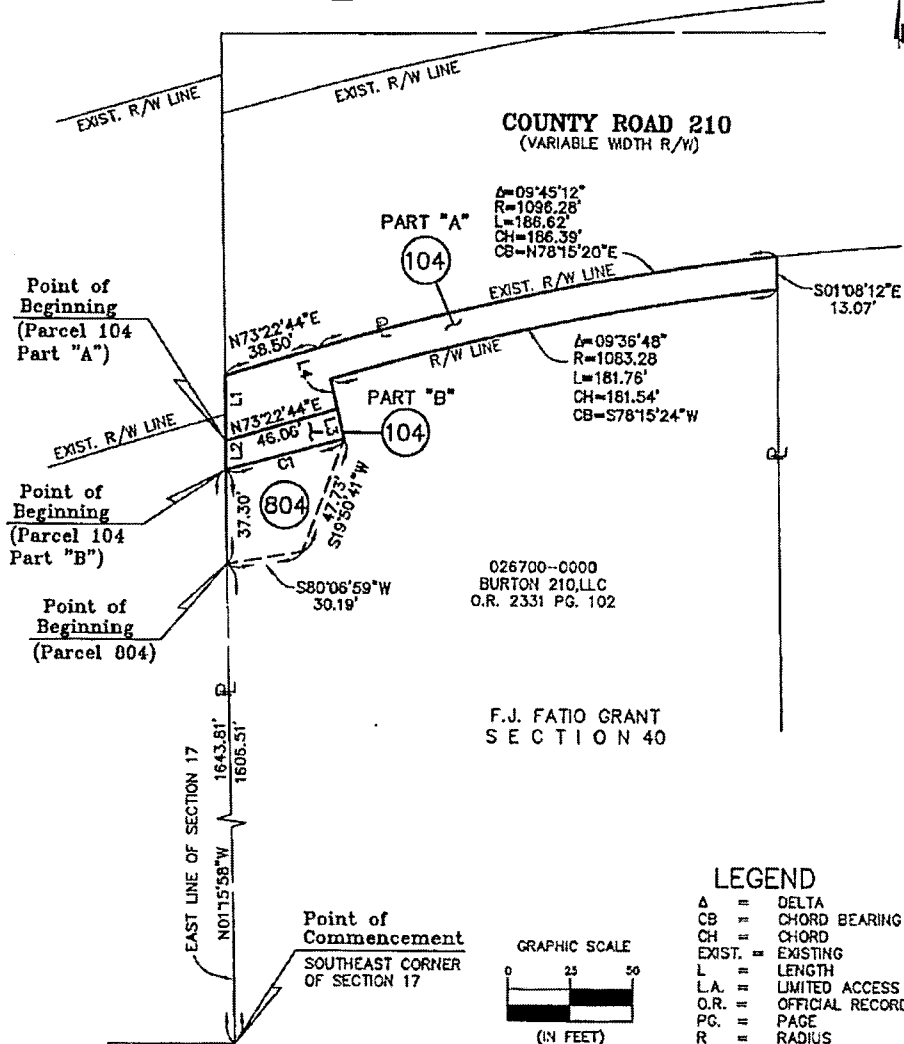 EXIST. R/W LINE
EXIST. R/W LINE
COUNTY ROAD 210
(VARIABLE WIDTH R/W)
Δ=09°45'12"
R=1096.28'
L=186.62'
CH=186.39'
CB=N78°15'20"E
PART "A"
104
EXIST. R/W LINE
S01°08'12"E
13.07'
Point of
Beginning
(Parcel 104
Part "A")
N73°22'44"E
38.50'
L4
R/W LINE
Δ=09°36'48"
R=1083.28
L=181.76'
CH=181.54'
CB=S78°15'24"W
L1
PART "B"
104
N73°22'44"E
46.06'
L3
L2
C1
EXIST. R/W LINE
Point of
Beginning
(Parcel 104
Part "B")
37.30'
804
47.73'
S19°50'41"W
S80°06'59"W
30.19'
026700-0000
BURTON 210,LLC
O.R. 2331 PG. 102
Point of
Beginning
(Parcel 804)
F.J. FATIO GRANT
SECTION 40
1643.81'
1606.51'
EAST LINE OF SECTION 17
N01°15'58"W
Point of
Commencement
SOUTHEAST CORNER
OF SECTION 17
GRAPHIC SCALE
0 25 50
(IN FEET)
LEGEND
Δ = DELTA
CB = CHORD BEARING
CH = CHORD
EXIST. = EXISTING
L = LENGTH
L.A. = LIMITED ACCESS
O.R. = OFFICIAL RECORD
PG. = PAGE
R = RADIUS